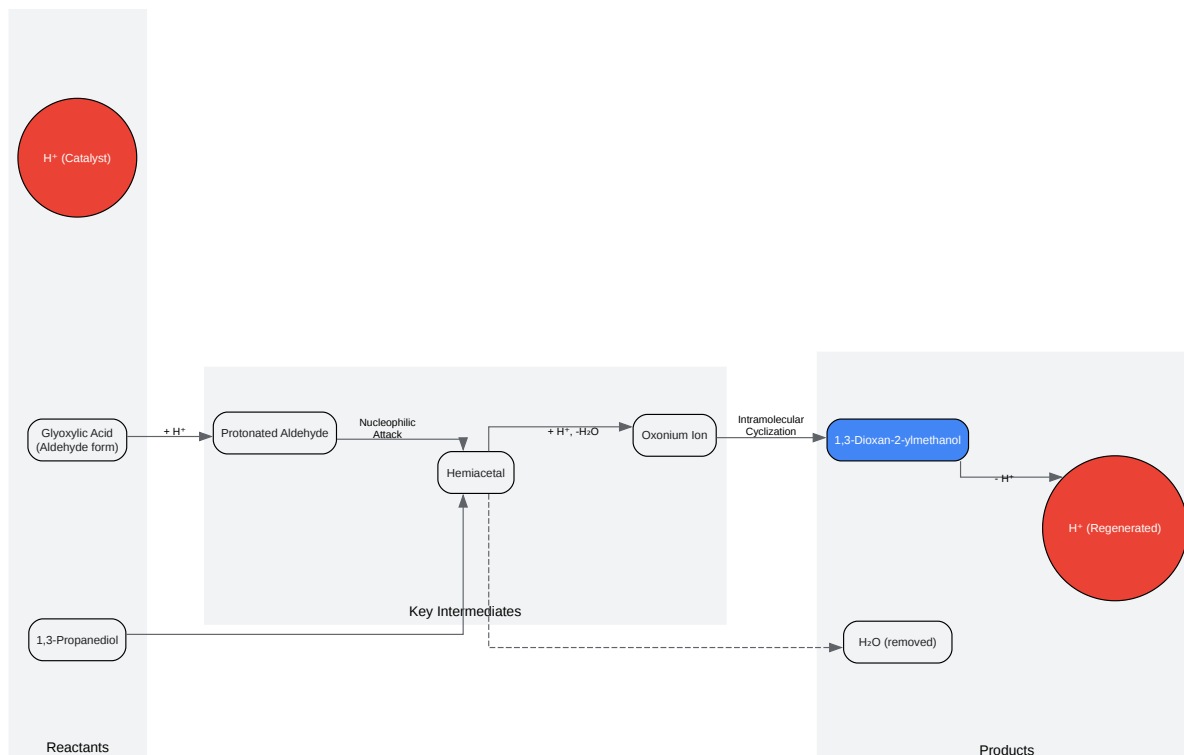 H⁺ (Catalyst)
Glyoxylic Acid
(Aldehyde form)
+ H⁺
Protonated Aldehyde
Nucleophilic
Attack
Hemiacetal
+ H⁺, -H₂O
Oxonium Ion
Intramolecular
Cyclization
1,3-Dioxan-2-ylmethanol
- H⁺
H⁺ (Regenerated)
Key Intermediates
1,3-Propanediol
H₂O (removed)
Reactants
Products